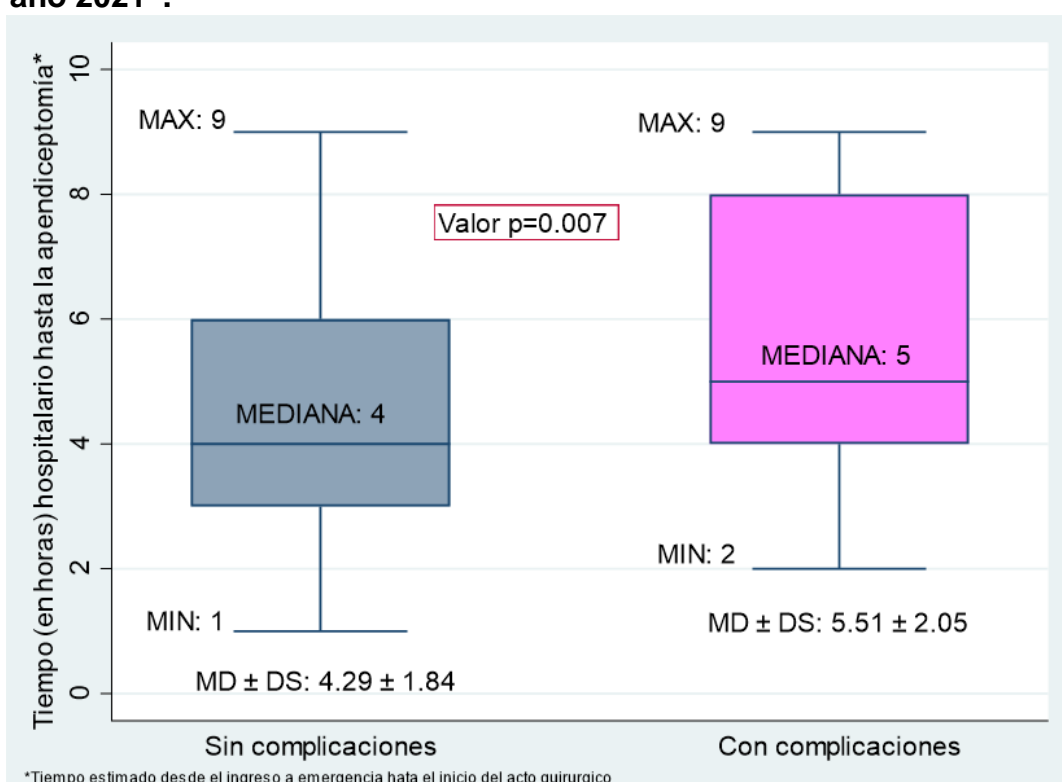 año 2021".
Tiempo (en horas) hospitalario hasta la apendiceptomía*
10
8
6
4
2
0
MAX: 9
MAX: 9
Valor p=0.007
MEDIANA: 5
MEDIANA: 4
MIN: 2
MIN: 1
MD ± DS: 5.51 ± 2.05
MD ± DS: 4.29 ± 1.84
Sin complicaciones
Con complicaciones
*Tiempo estimado desde el ingreso a emergencia hata el inicio del acto quirurgico